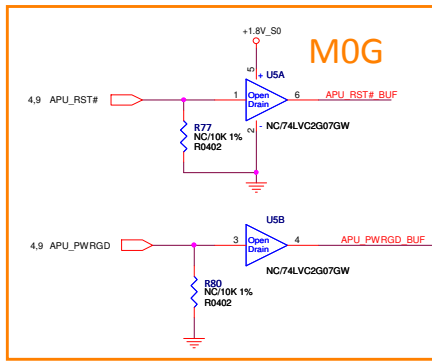 +1.8V_S0
M0G
5
+ U5A
4,9 APU_RST#
1
Open
Drain
6
APU_RST#_BUF
2
-
NC/74LVC2G07GW
R77
NC/10K 1%
R0402
U5B
4,9 APU_PWRGD
3
Open
Drain
4
APU_PWRGD_BUF
NC/74LVC2G07GW
R80
NC/10K 1%
R0402